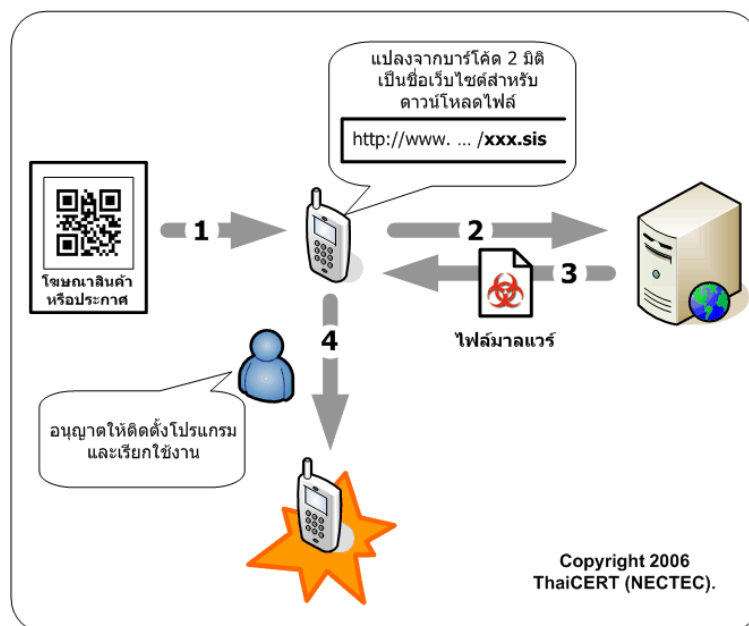 แปลงจากบาร์โค้ด 2 มิติ
เป็นชื่อเว็บไซต์สำหรับ
ดาวน์โหลดไฟล์
http://www. ... /xxx.sis
1
2
3
โฆษณาสินค้า
หรือประกาศ
ไฟล์มาลแวร์
4
อนุญาตให้ติดตั้งโปรแกรม
และเรียกใช้งาน
Copyright 2006
ThaiCERT (NECTEC).